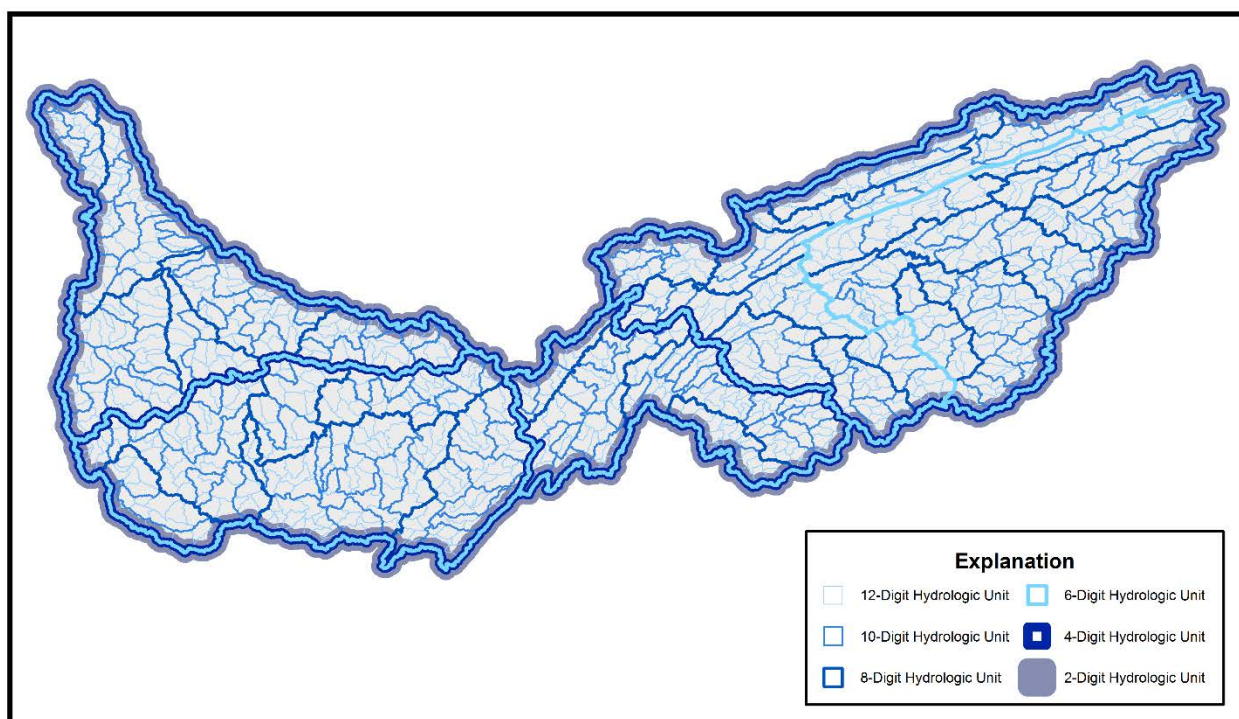 Explanation
12-Digit Hydrologic Unit
6-Digit Hydrologic Unit
10-Digit Hydrologic Unit
4-Digit Hydrologic Unit
8-Digit Hydrologic Unit
2-Digit Hydrologic Unit